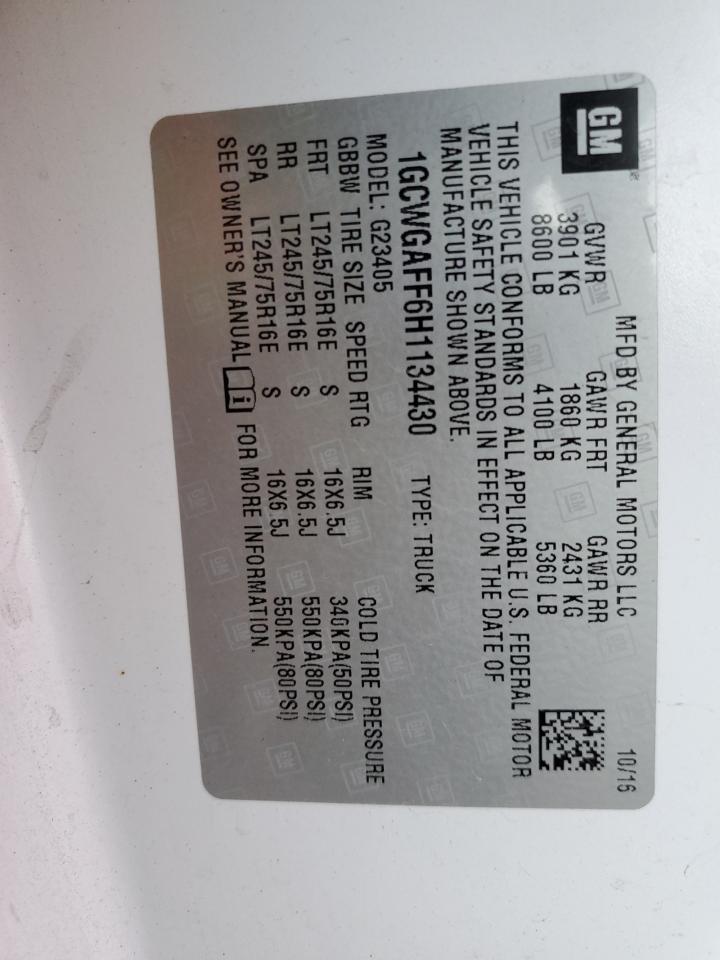 GM
MFD BY GENERAL MOTORS LLC 10/16
GVWR GAWR FRT GAWR RR
3901 KG 1860 KG 2431 KG
8600 LB 4100 LB 5360 LB
THIS VEHICLE CONFORMS TO ALL APPLICABLE U.S. FEDERAL MOTOR
VEHICLE SAFETY STANDARDS IN EFFECT ON THE DATE OF
MANUFACTURE SHOWN ABOVE.
1GCWGAFF6H1134430 TYPE: TRUCK
MODEL: G23405
GBBW TIRE SIZE SPEED RTG RIM COLD TIRE PRESSURE
FRT LT245/75R16E S 16X6.5J 340KPA(50PSI)
RR LT245/75R16E S 16X6.5J 550KPA(80PSI)
SPA LT245/75R16E S 16X6.5J 550KPA(80PSI)
SEE OWNER'S MANUAL FOR MORE INFORMATION.